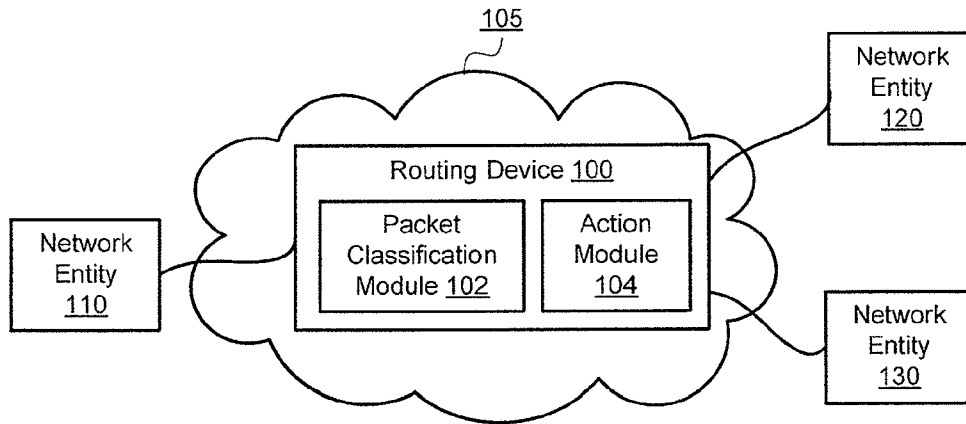 105
Network
Entity
120
Routing Device 100
Packet
Classification
Module 102
Action
Module
104
Network
Entity
110
Network
Entity
130